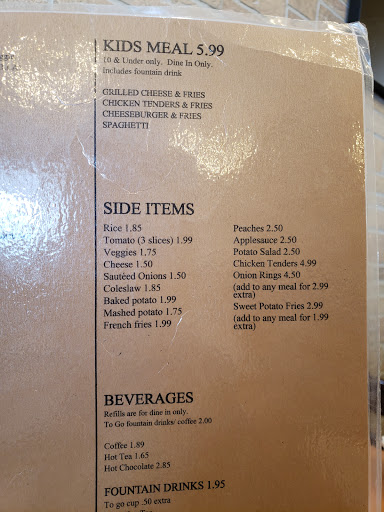 KIDS MEAL 5.99
10 & Under only. Dine In Only.
Includes fountain drink
GRILLED CHEESE & FRIES
CHICKEN TENDERS & FRIES
CHEESEBURGER & FRIES
SPAGHETTI
SIDE ITEMS
Rice 1.85
Tomato (3 slices) 1.99
Veggies 1.75
Cheese 1.50
Sautéed Onions 1.50
Coleslaw 1.85
Baked potato 1.99
Mashed potato 1.75
French fries 1.99
Peaches 2.50
Applesauce 2.50
Potato Salad 2.50
Chicken Tenders 4.99
Onion Rings 4.50
(add to any meal for 2.99
extra)
Sweet Potato Fries 2.99
(add to any meal for 1.99
extra)
BEVERAGES
Refills are for dine in only.
To Go fountain drinks/ coffee 2.00
Coffee 1.89
Hot Tea 1.65
Hot Chocolate 2.85
FOUNTAIN DRINKS 1.95
To go cup .50 extra